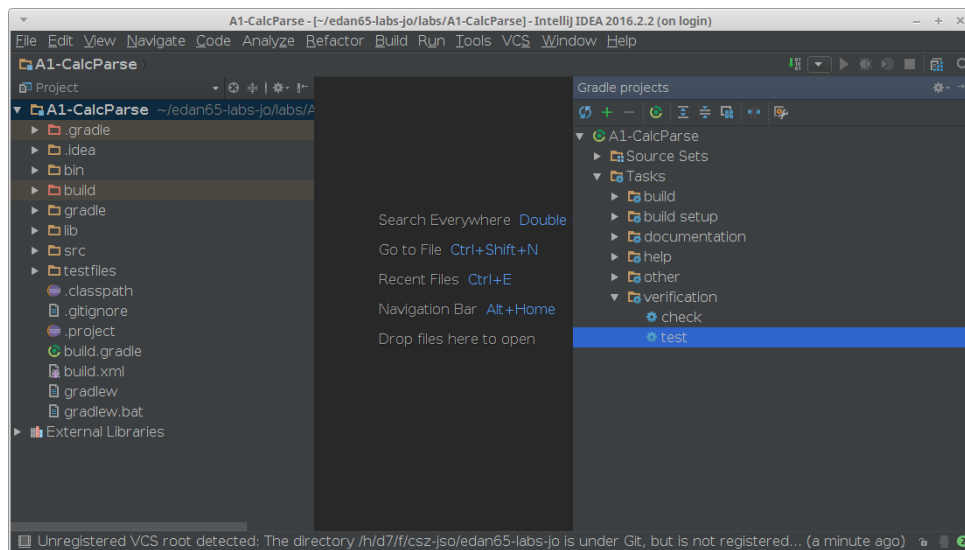 A1-CalcParse - [~/edan65-labs-jo/labs/A1-CalcParse] - IntelliJ IDEA 2016.2.2 (on login)
File Edit View Navigate Code Analyze Refactor Build Run Tools VCS Window Help
A1-CalcParse
Project
A1-CalcParse ~/edan65-labs-jo/labs/A
.gradle
.idea
bin
build
gradle
lib
src
testfiles
.classpath
.gitignore
.project
build.gradle
build.xml
gradlew
gradlew.bat
External Libraries
Search Everywhere Double
Go to File Ctrl+Shift+N
Recent Files Ctrl+E
Navigation Bar Alt+Home
Drop files here to open
Gradle projects
A1-CalcParse
Source Sets
Tasks
build
build setup
documentation
help
other
verification
check
test
Unregistered VCS root detected: The directory /h/d7/f/csz-jso/edan65-labs-jo is under Git, but is not registered... (a minute ago)